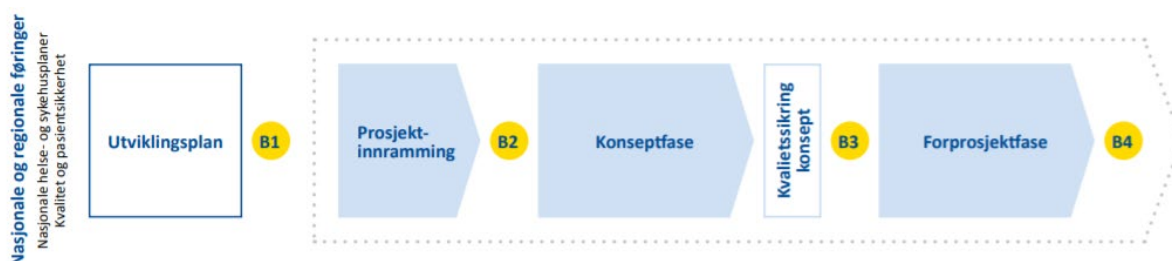 Nasjonale og regionale føringer
Nasjonale helse- og sykehusplaner
Kvalitet og pasientsikkerhet
Utviklingsplan
B1
Prosjekt-
innramming
B2
Konseptfase
Kvalietssikring
konsept
B3
Forprosjektfase
B4